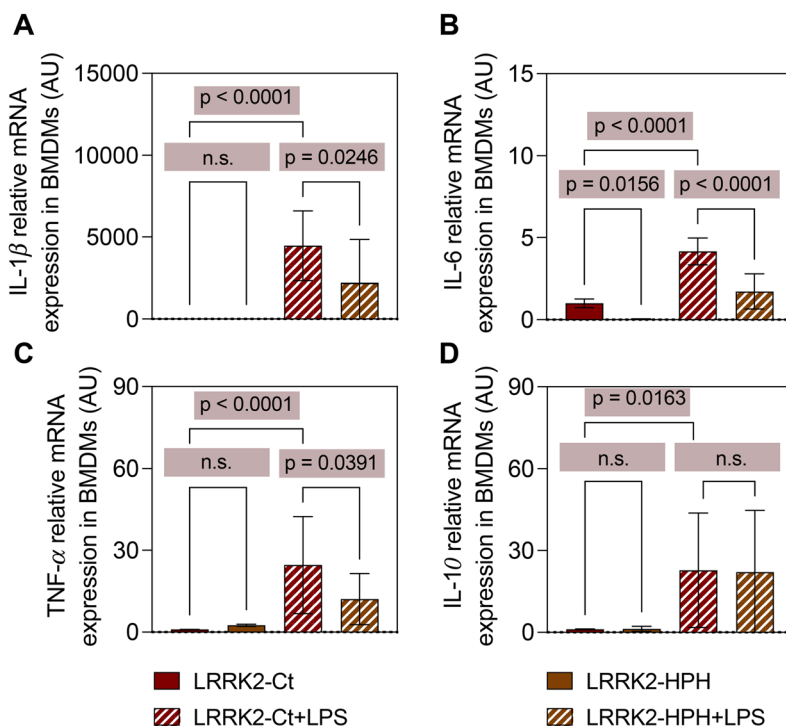 A
IL-1β relative mRNA
expression in BMDMs (AU)
15000
10000
5000
0
p < 0.0001
n.s.
p = 0.0246
B
IL-6 relative mRNA
expression in BMDMs (AU)
15
10
5
0
p < 0.0001
p = 0.0156
p < 0.0001
C
TNF-α relative mRNA
expression in BMDMs (AU)
90
60
30
0
p < 0.0001
n.s.
p = 0.0391
D
IL-10 relative mRNA
expression in BMDMs (AU)
90
60
30
0
p = 0.0163
n.s.
n.s.
LRRK2-Ct
LRRK2-Ct+LPS
LRRK2-HPH
LRRK2-HPH+LPS